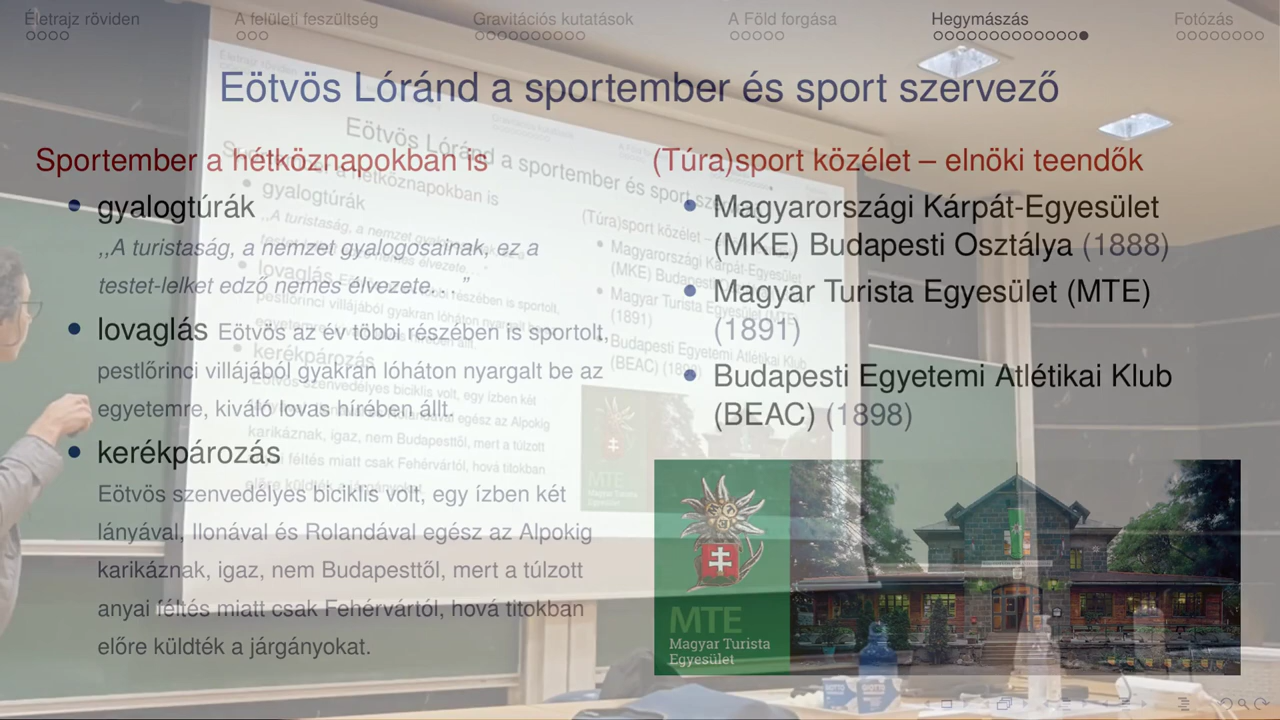 Életrajz röviden
A felületi feszültség
Gravitációs kutatások
A Föld forgása
Hegymászás
Fotózás
Eötvös Lóránd a sportember és sport szervező
Sportember a hétköznapokban is
gyalogtúrák
„A turistaság, a nemzet gyalogosainak, ez a
testet-lelket edző nemes élvezete. . . ”
lovaglás Eötvös az év többi részében is sportolt,
pestlőrinci villájából gyakran lóháton nyargalt be az
egyetemre, kiváló lovas hírében állt.
kerékpározás
Eötvös szenvedélyes biciklis volt, egy ízben két
lányával, Ilonával és Rolandával egész az Alpokig
karikáznak, igaz, nem Budapesttől, mert a túlzott
anyai féltés miatt csak Fehérvártól, hová titokban
előre küldték a járgányokat.
(Túra)sport közélet – elnöki teendők
Magyarországi Kárpát-Egyesület
(MKE) Budapesti Osztálya (1888)
Magyar Turista Egyesület (MTE)
(1891)
Budapesti Egyetemi Atlétikai Klub
(BEAC) (1898)
MTE
Magyar Turista
Egyesület